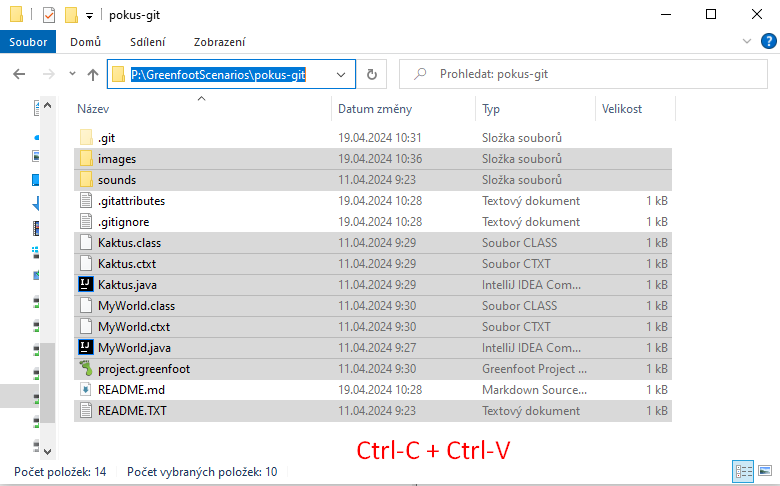 pokus-git
Soubor Domů Sdílení Zobrazení
P:\GreenfootScenarios\pokus-git Prohledat: pokus-git
Název Datum změny Typ Velikost
.git 19.04.2024 10:31 Složka souborů
images 19.04.2024 10:36 Složka souborů
sounds 11.04.2024 9:23 Složka souborů
.gitattributes 19.04.2024 10:28 Textový dokument 1 kB
.gitignore 19.04.2024 10:28 Textový dokument 1 kB
Kaktus.class 11.04.2024 9:29 Soubor CLASS 1 kB
Kaktus.ctxt 11.04.2024 9:29 Soubor CTXT 1 kB
Kaktus.java 11.04.2024 9:29 IntelliJ IDEA Com... 1 kB
MyWorld.class 11.04.2024 9:30 Soubor CLASS 1 kB
MyWorld.ctxt 11.04.2024 9:30 Soubor CTXT 1 kB
MyWorld.java 11.04.2024 9:27 IntelliJ IDEA Com... 1 kB
project.greenfoot 11.04.2024 9:30 Greenfoot Project ... 1 kB
README.md 19.04.2024 10:28 Markdown Source... 1 kB
README.TXT 11.04.2024 9:23 Textový dokument 1 kB
Ctrl-C + Ctrl-V
Počet položek: 14 Počet vybraných položek: 10